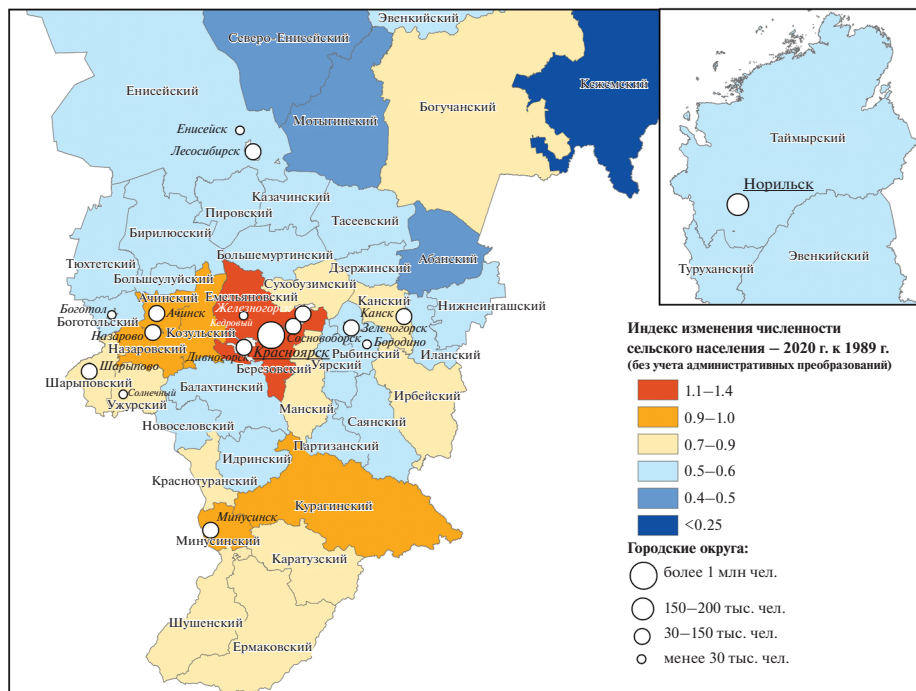 Эвенкийский
Северо-Енисейский
Енисейский
Кежемский
Богучанский
Мотыгинский
Енисейск
Лесосибирск
Таймырский
Норильск
Эвенкийский
Туруханский
Казачинский
Пировский
Тасеевский
Бирилюсский
Большемуртинский
Абанский
Тюхтетский
Дзержинский
Большеулуйский
Сухобузимский
Ачинский
Емельяновский
Канский
Нижнеингашский
Боготол
Ачинск
Железногор
Канск
Боготольский
Кедровый
Зеленогорск
Назарово
Козульский
Сосновоборск
Бородино
Назаровский
Дивногорск
Красноярск
Рыбинский
Иланский
Шарыпово
Березовский
Уярский
Шарыповский
Солнечный
Балахтинский
Ирбейский
Ужурский
Манский
Новоселовский
Саянский
Партизанский
Идринский
Краснотуранский
Курагинский
Минусинск
Минусинский
Каратузский
Шушенский
Ермаковский
Индекс изменения численности
сельского населения – 2020 г. к 1989 г.
(без учета административных преобразований)
1.1–1.4
0.9–1.0
0.7–0.9
0.5–0.6
0.4–0.5
<0.25
Городские округа:
более 1 млн чел.
150–200 тыс. чел.
30–150 тыс. чел.
менее 30 тыс. чел.